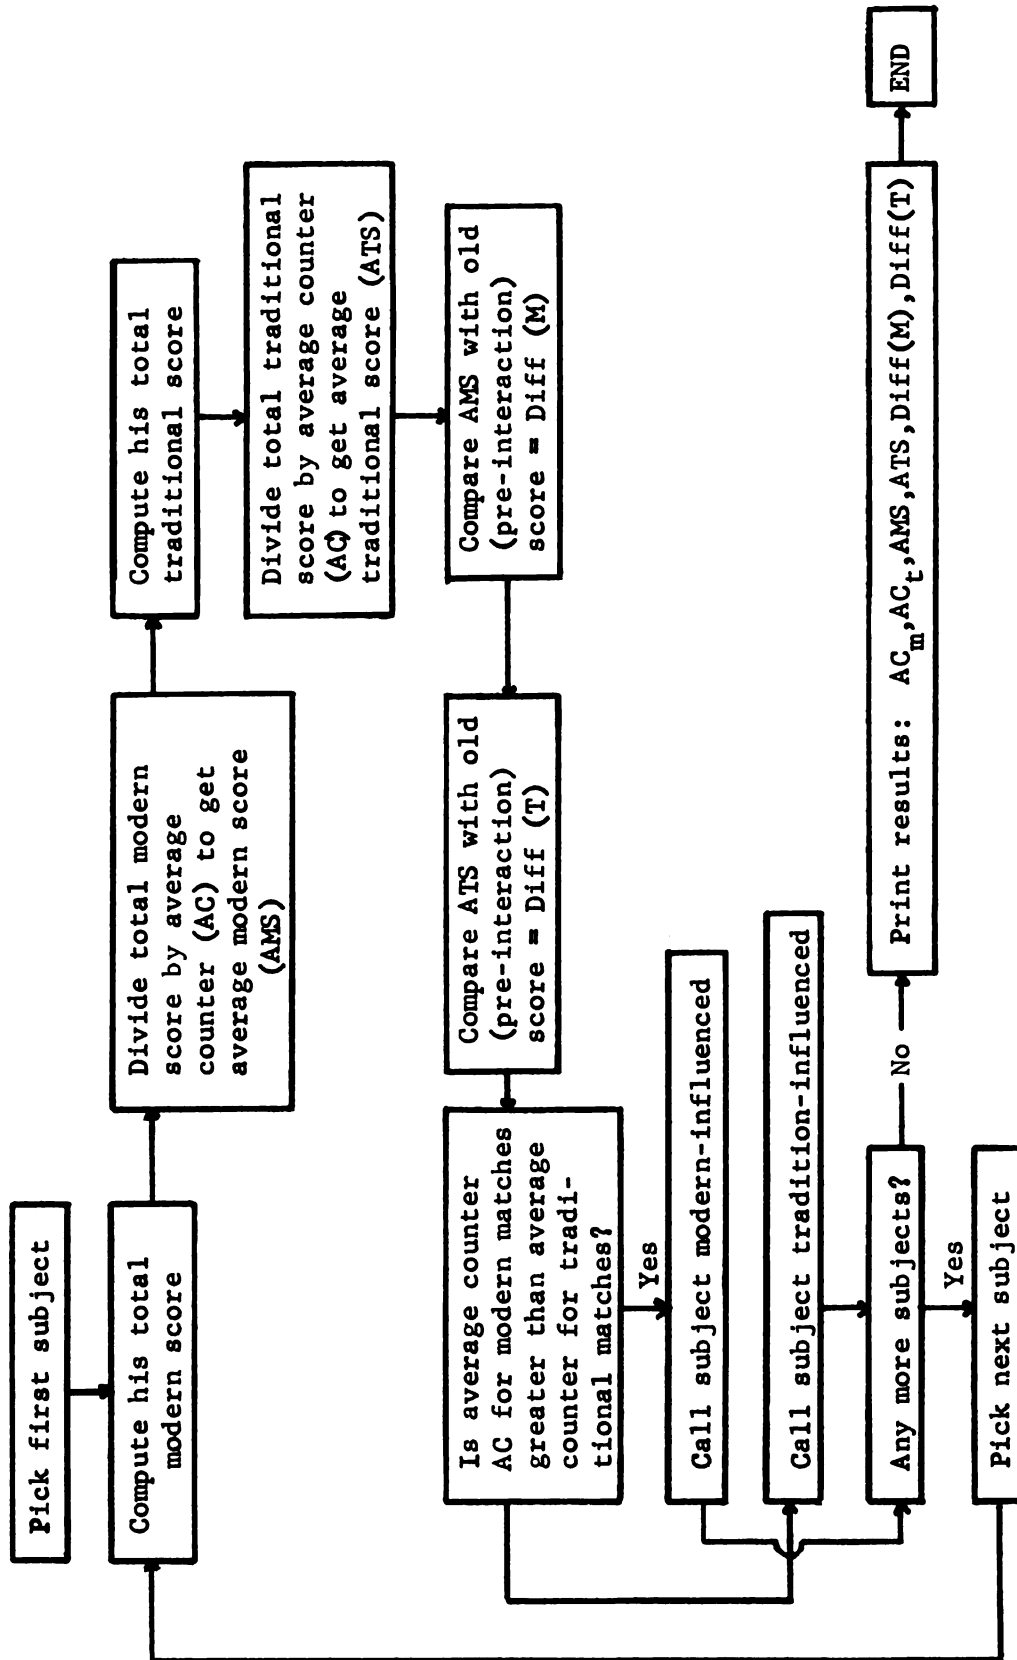 Pick first subject
Compute his total
modern score
Divide total modern
score by average
counter (AC) to get
average modern score
(AMS)
Compute his total
traditional score
Divide total traditional
score by average counter
(AC) to get average
traditional score (ATS)
Compare AMS with old
(pre-interaction)
score = Diff (M)
Compare ATS with old
(pre-interaction)
score = Diff (T)
Is average counter
AC for modern matches
greater than average
counter for tradi-
tional matches?
Yes
Call subject modern-influenced
Call subject tradition-influenced
Any more subjects?
No
Print results: ACm,ACt,AMS,ATS,Diff(M),Diff(T)
END
Yes
Pick next subject